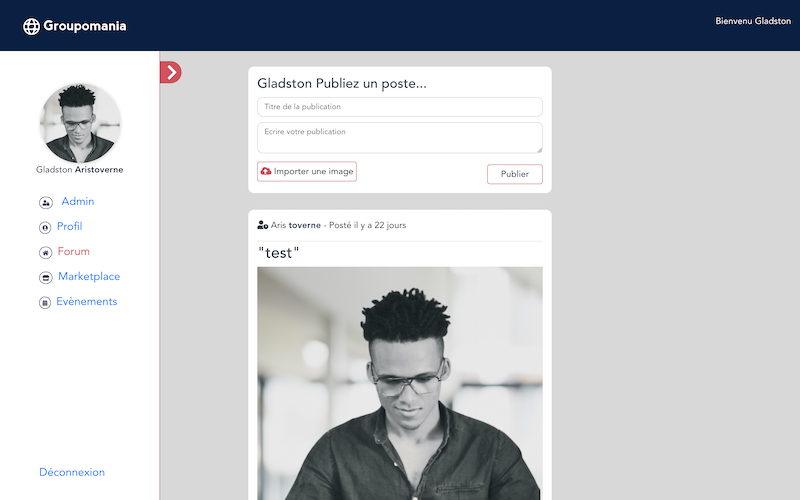 Groupomania
Bienvenu Gladston
Gladston Aristoverne
Admin
Profil
Forum
Marketplace
Evènements
Déconnexion
Gladston Publiez un poste...
Titre de la publication
Ecrire votre publication
Importer une image
Publier
Aris toverne - Posté il y a 22 jours
"test"